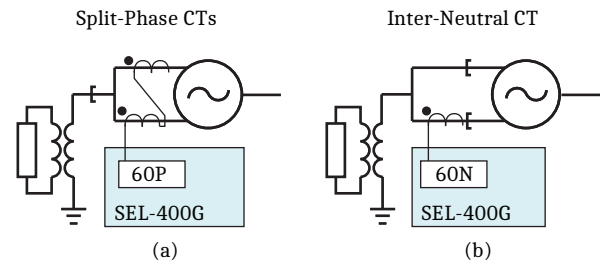 Split-Phase CTs
Inter-Neutral CT
60P
SEL-400G
60N
SEL-400G
(a)
(b)